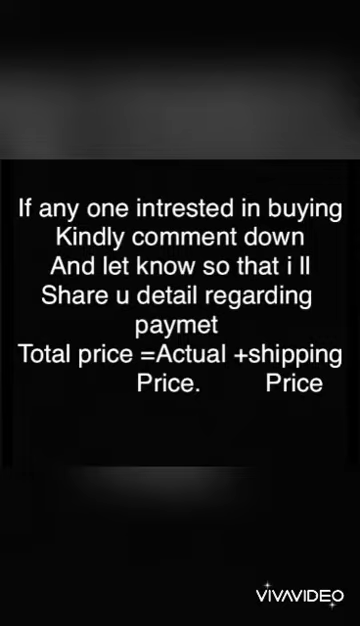 If any one intrested in buying
Kindly comment down
And let know so that i ll
Share u detail regarding
paymet
Total price =Actual +shipping
Price. Price
VIVAVIDEO